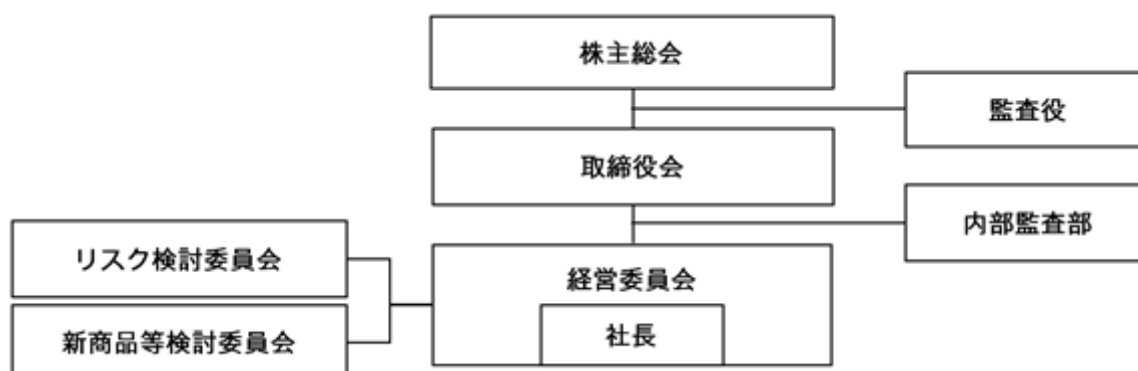 株主総会
監査役
取締役会
内部監査部
リスク検討委員会
経営委員会
社長
新商品等検討委員会